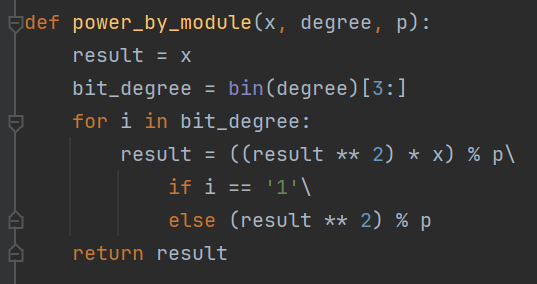 def power_by_module(x, degree, p):
    result = x
    bit_degree = bin(degree)[3:]
    for i in bit_degree:
        result = ((result ** 2) * x) % p\
            if i == '1'\
            else (result ** 2) % p
    return result